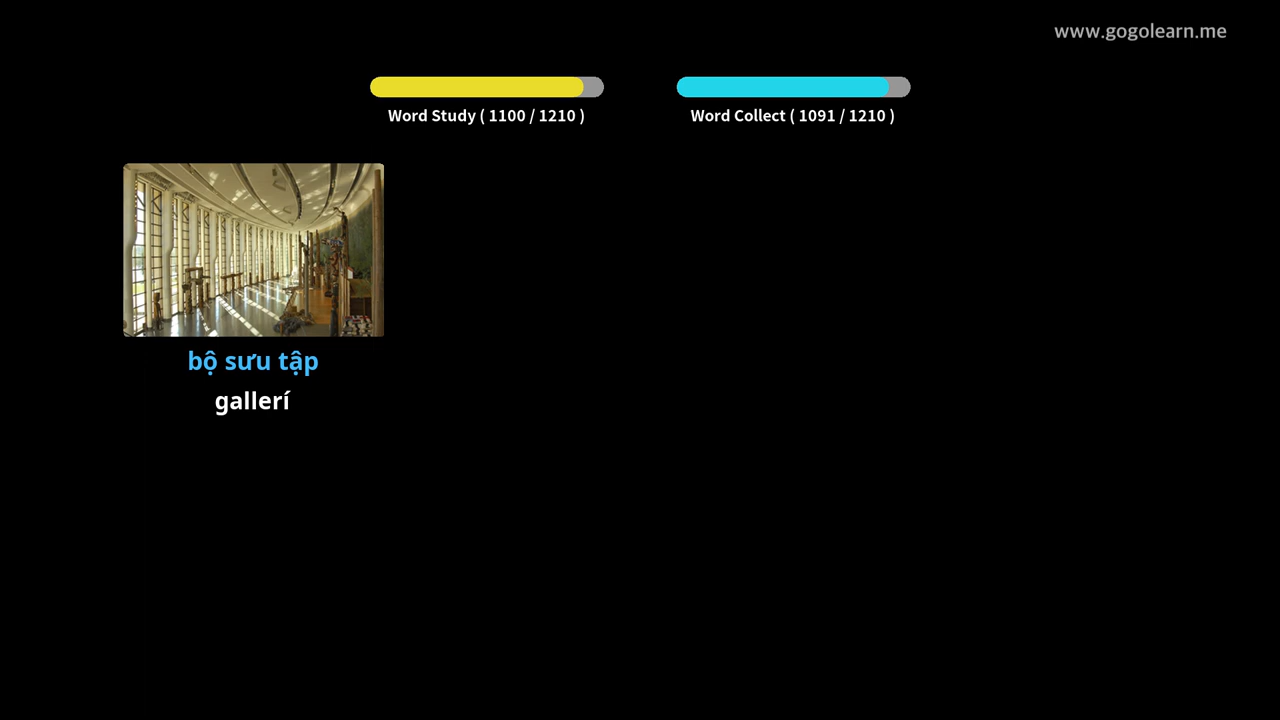 www.gogolearn.me
Word Study ( 1100 / 1210 )
Word Collect ( 1091 / 1210 )
bộ sưu tập
gallerí